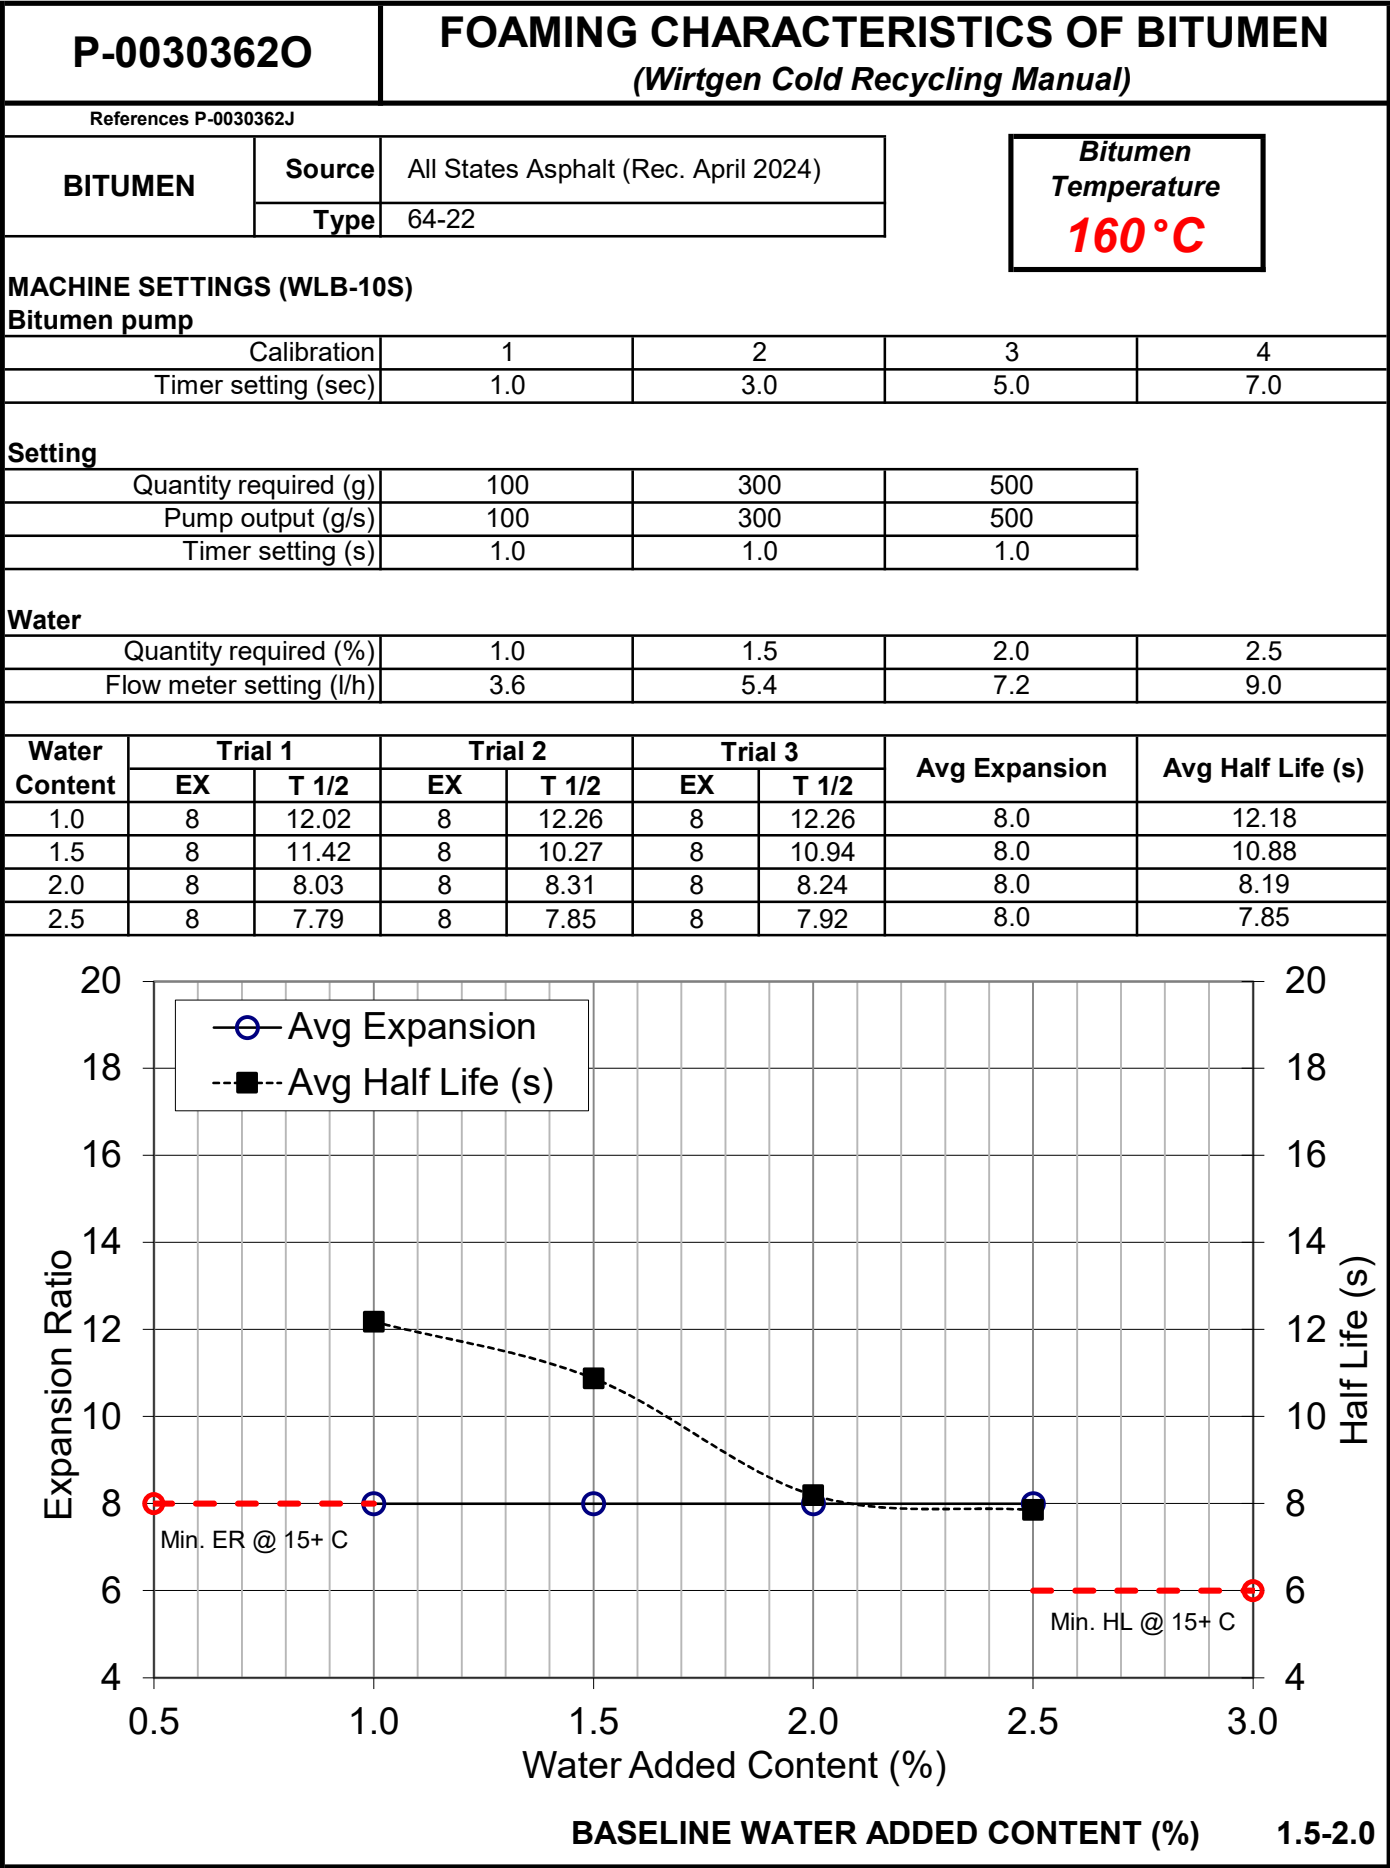 P-0030362O
FOAMING CHARACTERISTICS OF BITUMEN
(Wirtgen Cold Recycling Manual)
References P-0030362J
BITUMEN
Source All States Asphalt (Rec. April 2024)
Type 64-22
Bitumen
Temperature
160°C
MACHINE SETTINGS (WLB-10S)
Bitumen pump
Calibration 1 2 3 4
Timer setting (sec) 1.0 3.0 5.0 7.0
Setting
Quantity required (g) 100 300 500
Pump output (g/s) 100 300 500
Timer setting (s) 1.0 1.0 1.0
Water
Quantity required (%) 1.0 1.5 2.0 2.5
Flow meter setting (l/h) 3.6 5.4 7.2 9.0
Water Content Trial 1 Trial 2 Trial 3 Avg Expansion Avg Half Life (s)
EX T 1/2 EX T 1/2 EX T 1/2
1.0 8 12.02 8 12.26 8 12.26 8.0 12.18
1.5 8 11.42 8 10.27 8 10.94 8.0 10.88
2.0 8 8.03 8 8.31 8 8.24 8.0 8.19
2.5 8 7.79 8 7.85 8 7.92 8.0 7.85
Avg Expansion
Avg Half Life (s)
20 20
18 18
16 16
14 14
12 12
10 10
8 8
6 6
4 4
Expansion Ratio
Half Life (s)
Min. ER @ 15+ C
Min. HL @ 15+ C
0.5 1.0 1.5 2.0 2.5 3.0
Water Added Content (%)
BASELINE WATER ADDED CONTENT (%) 1.5-2.0